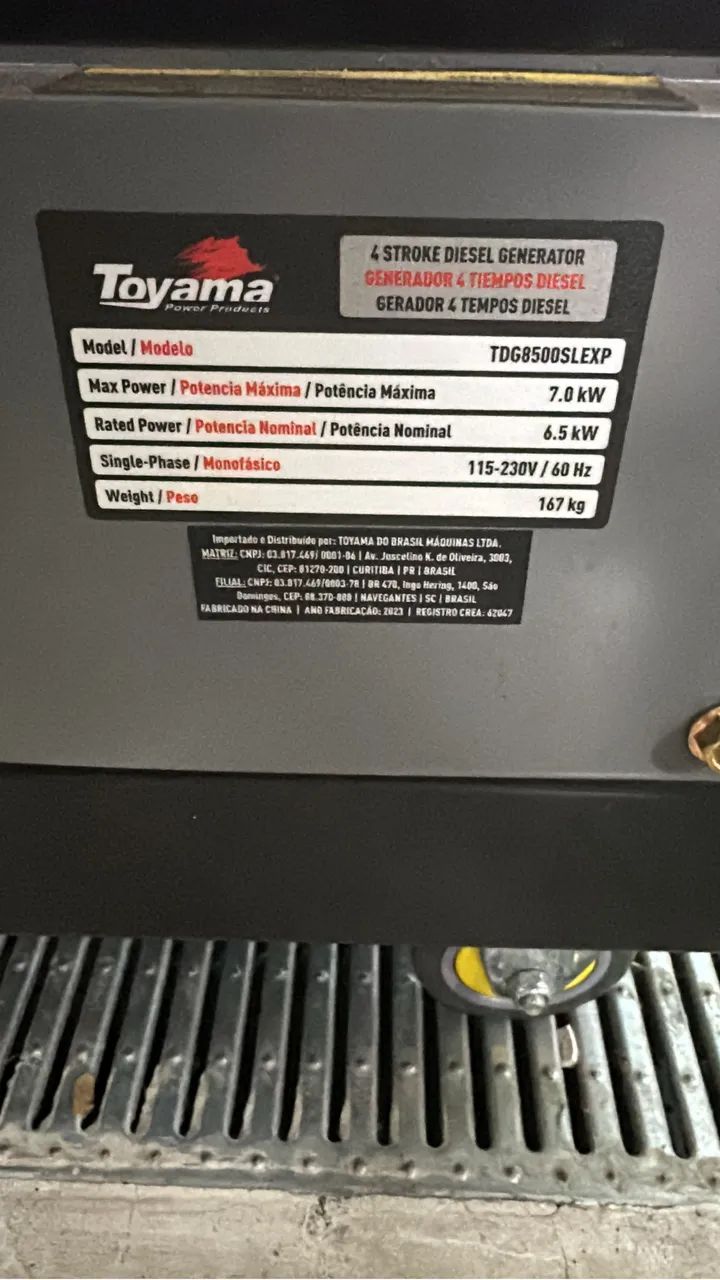 Toyama
Power Products
4 STROKE DIESEL GENERATOR
GENERADOR 4 TIEMPOS DIESEL
GERADOR 4 TEMPOS DIESEL
Model / Modelo TDG8500SLEXP
Max Power / Potencia Máxima / Potência Máxima 7.0 kW
Rated Power / Potencia Nominal / Potência Nominal 6.5 kW
Single-Phase / Monofásico 115-230V / 60 Hz
Weight / Peso 167 kg
Importado e Distribuído por: TOYAMA DO BRASIL MÁQUINAS LTDA.
MATRIZ: CNPJ: 03.817.469/ 0001-06 | Av. Juscelino K. de Oliveira, 3003,
CIC, CEP: 81270-200 | CURITIBA | PR | BRASIL
FILIAL: CNPJ: 03.817.469/0003-78 | BR 470, Ingo Hering, 1400, São
Domingos, CEP: 88.370-888 | NAVEGANTES | SC | BRASIL
FABRICADO NA CHINA | ANO FABRICAÇÃO: 2023 | REGISTRO CREA: 62047